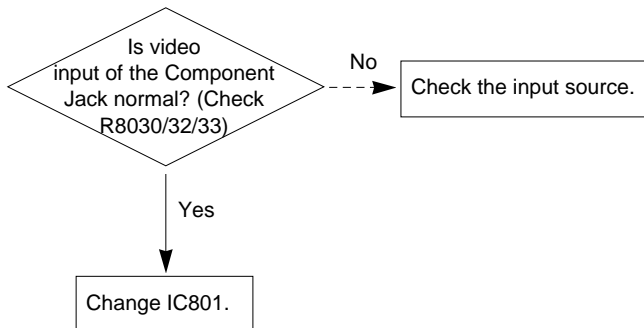 Is video
input of the Component
Jack normal? (Check
R8030/32/33)
No
Check the input source.
Yes
Change IC801.